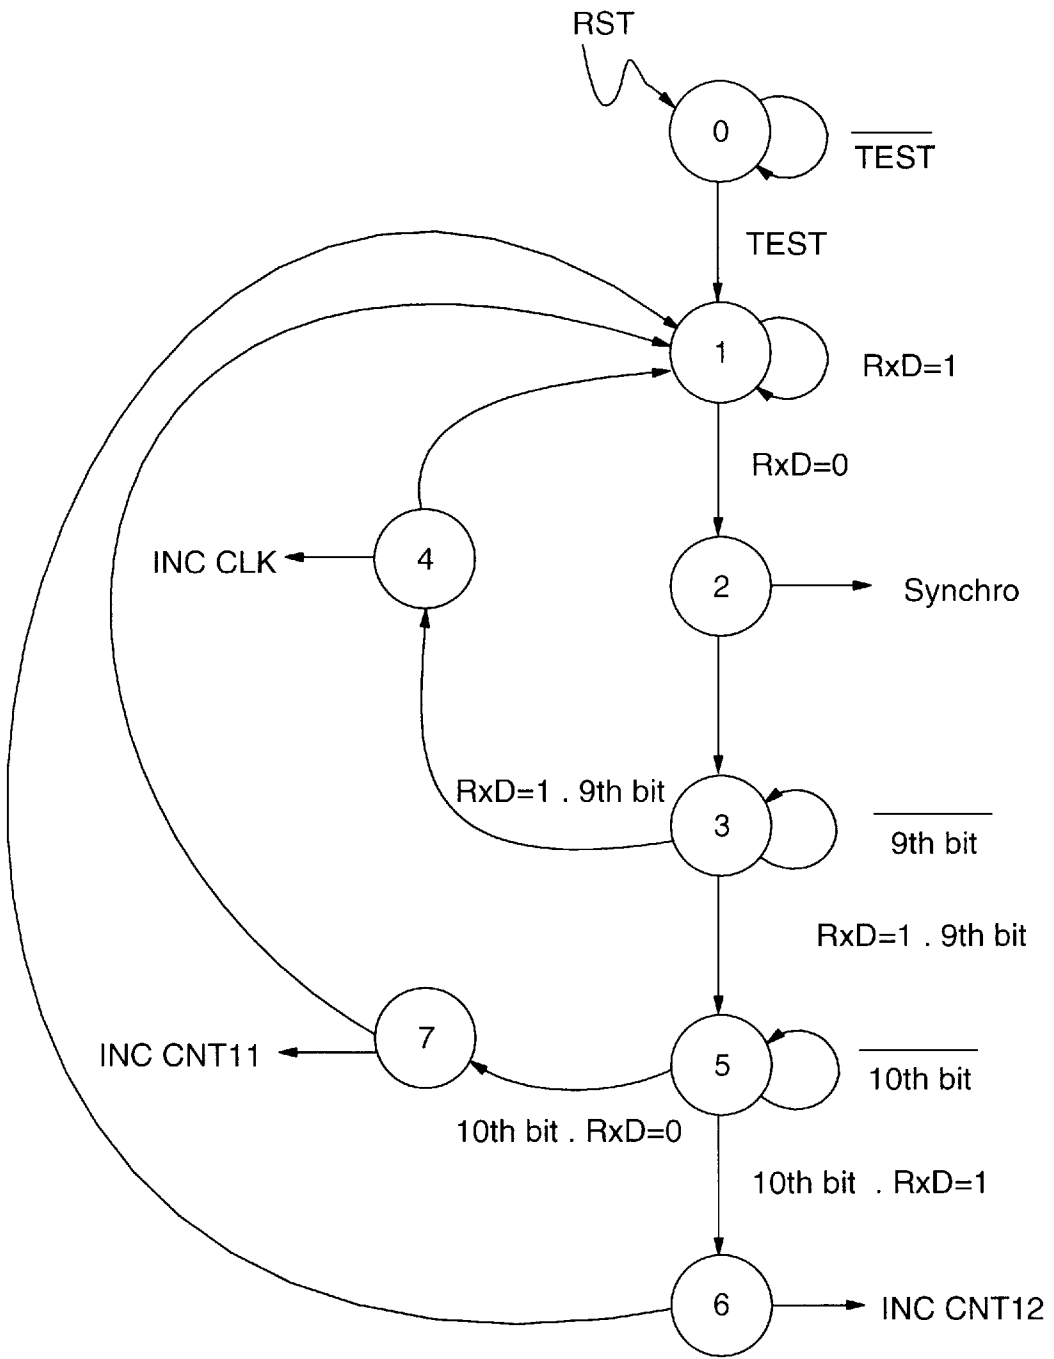 RST
0
TEST
TEST
1
RxD=1
RxD=0
INC CLK
4
2
Synchro
RxD=1 . 9th bit
3
9th bit
RxD=1 . 9th bit
INC CNT11
7
5
10th bit
10th bit . RxD=0
10th bit . RxD=1
6
INC CNT12